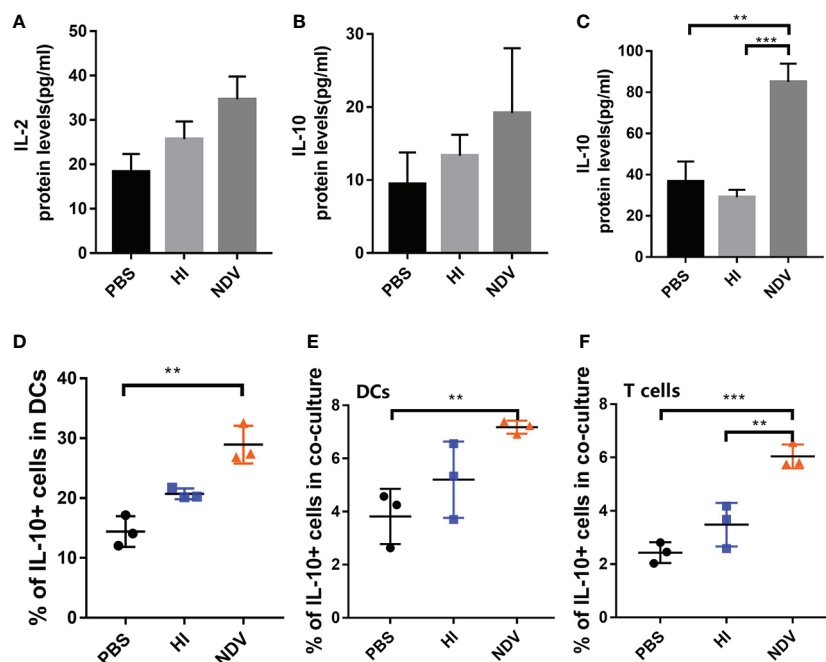 A
IL-2
protein levels(pg/ml)
50
40
30
20
10
0
PBS
HI
NDV
B
IL-10
protein levels(pg/ml)
30
20
10
0
PBS
HI
NDV
C
**
***
IL-10
protein levels(pg/ml)
100
80
60
40
20
0
PBS
HI
NDV
D
**
% of IL-10+ cells in DCs
40
30
20
10
0
PBS
HI
NDV
E
DCs
**
% of IL-10+ cells in co-culture
8
6
4
2
0
PBS
HI
NDV
F
T cells
***
**
% of IL-10+ cells in co-culture
8
6
4
2
0
PBS
HI
NDV